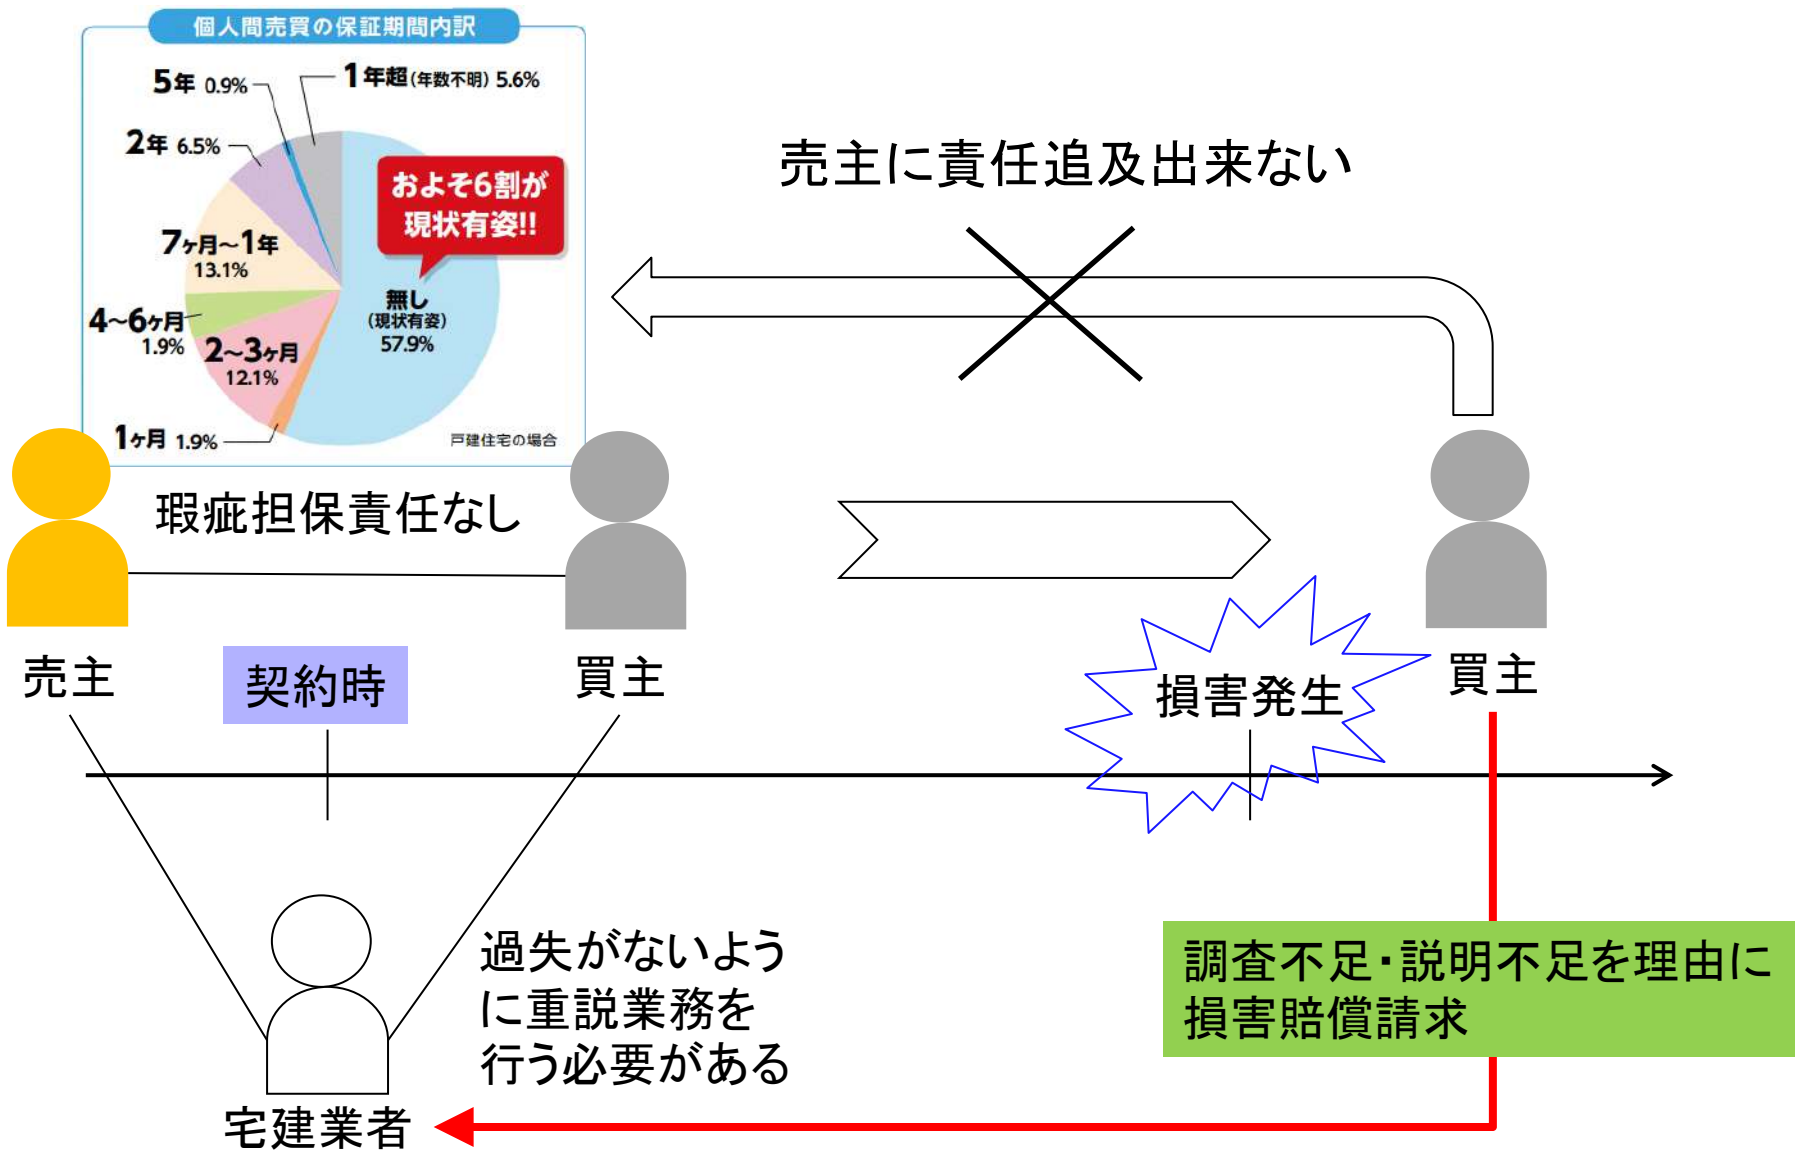 個人間売買の保証期間内訳
5年 0.9%
1年超(年数不明) 5.6%
2年 6.5%
およそ6割が
現状有姿!!
7ヶ月～1年
13.1%
無し
(現状有姿)
57.9%
4～6ヶ月
1.9%
2～3ヶ月
12.1%
1ヶ月 1.9%
戸建住宅の場合
売主に責任追及出来ない
瑕疵担保責任なし
売主
契約時
買主
損害発生
買主
過失がないよう
に重説業務を
行う必要がある
調査不足・説明不足を理由に
損害賠償請求
宅建業者